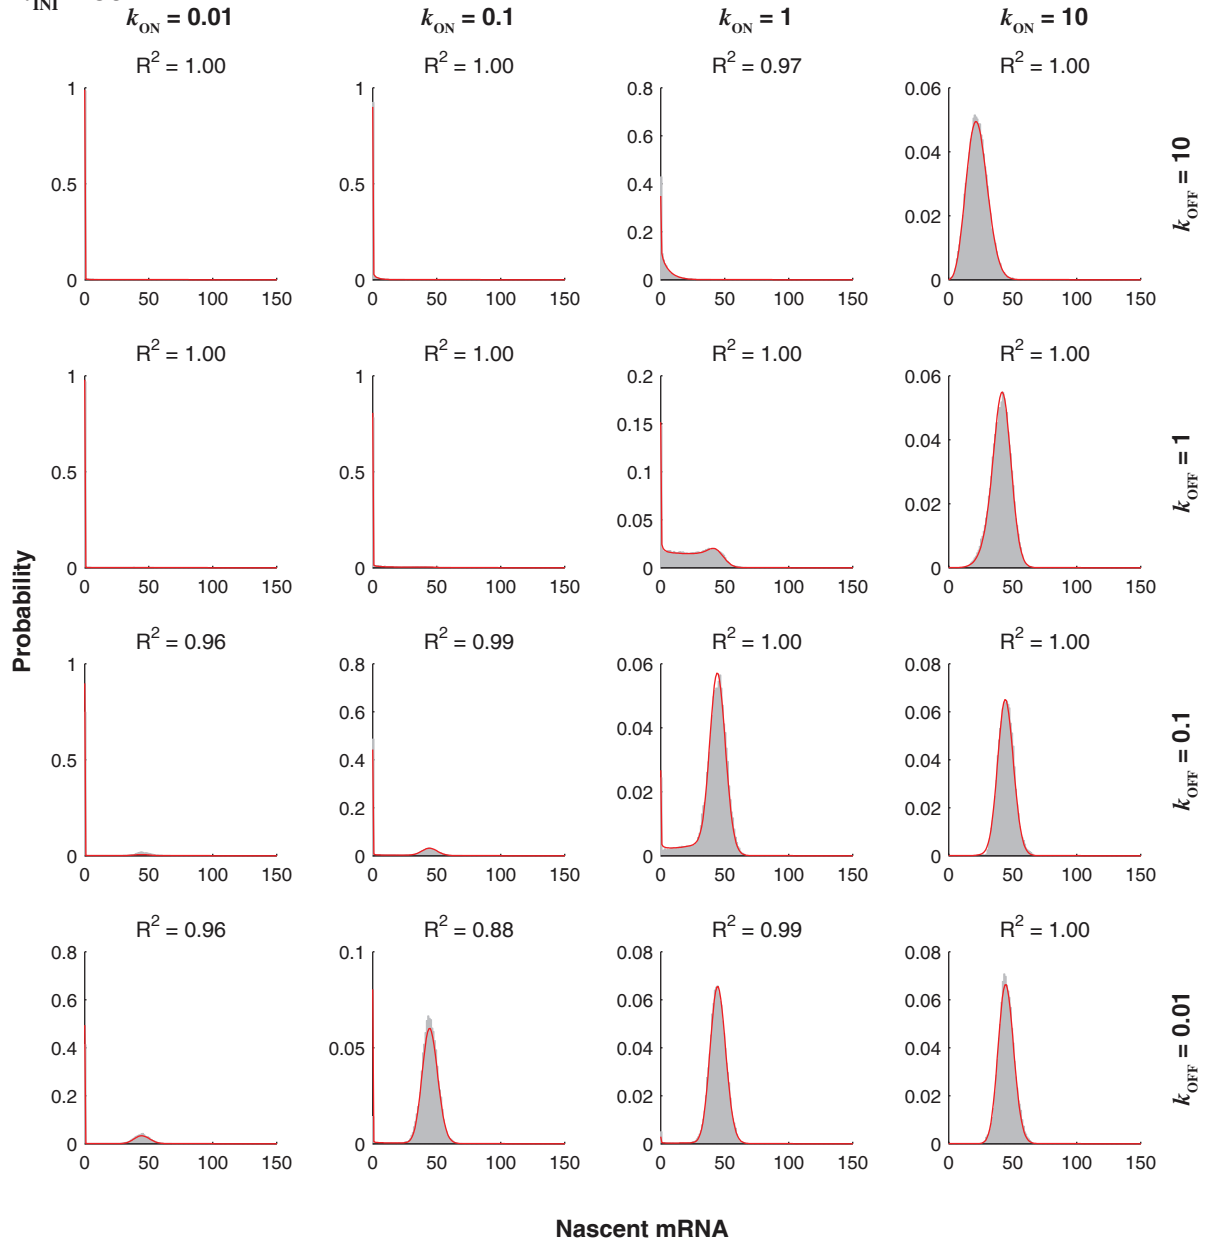 k_ON = 0.01 k_ON = 0.1 k_ON = 1 k_ON = 10
R² = 1.00 R² = 1.00 R² = 0.97 R² = 1.00
1 0.5 0 1 0.5 0 0.8 0.6 0.4 0.2 0 0.06 0.04 0.02 0
0 50 100 150 0 50 100 150 0 50 100 150 0 50 100 150
k_OFF = 10
R² = 1.00 R² = 1.00 R² = 1.00 R² = 1.00
1 0.5 0 1 0.5 0 0.2 0.15 0.1 0.05 0 0.06 0.04 0.02 0
0 50 100 150 0 50 100 150 0 50 100 150 0 50 100 150
k_OFF = 1
Probability
R² = 0.96 R² = 0.99 R² = 1.00 R² = 1.00
1 0.5 0 0.8 0.6 0.4 0.2 0 0.06 0.04 0.02 0 0.08 0.06 0.04 0.02 0
0 50 100 150 0 50 100 150 0 50 100 150 0 50 100 150
k_OFF = 0.1
R² = 0.96 R² = 0.88 R² = 0.99 R² = 1.00
0.8 0.6 0.4 0.2 0 0.1 0.05 0 0.08 0.06 0.04 0.02 0 0.08 0.06 0.04 0.02 0
0 50 100 150 0 50 100 150 0 50 100 150 0 50 100 150
k_OFF = 0.01
Nascent mRNA